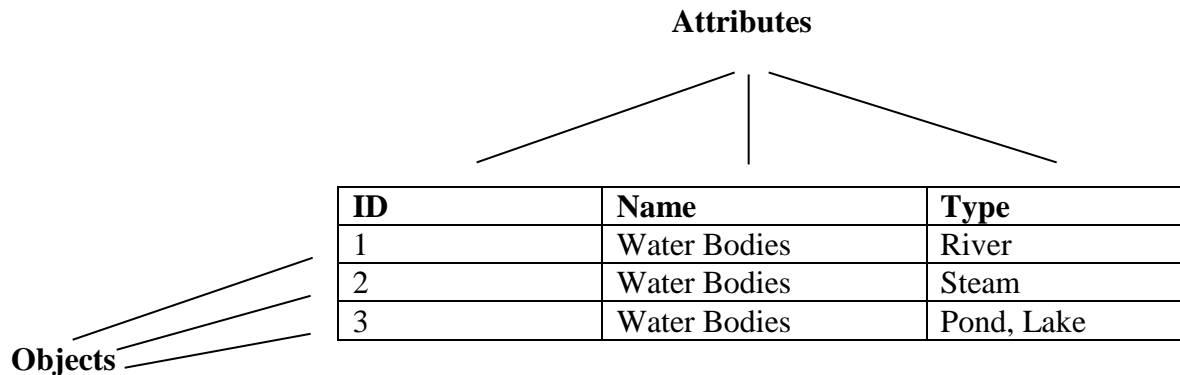 Attributes
ID Name Type
1 Water Bodies River
2 Water Bodies Steam
3 Water Bodies Pond, Lake
Objects